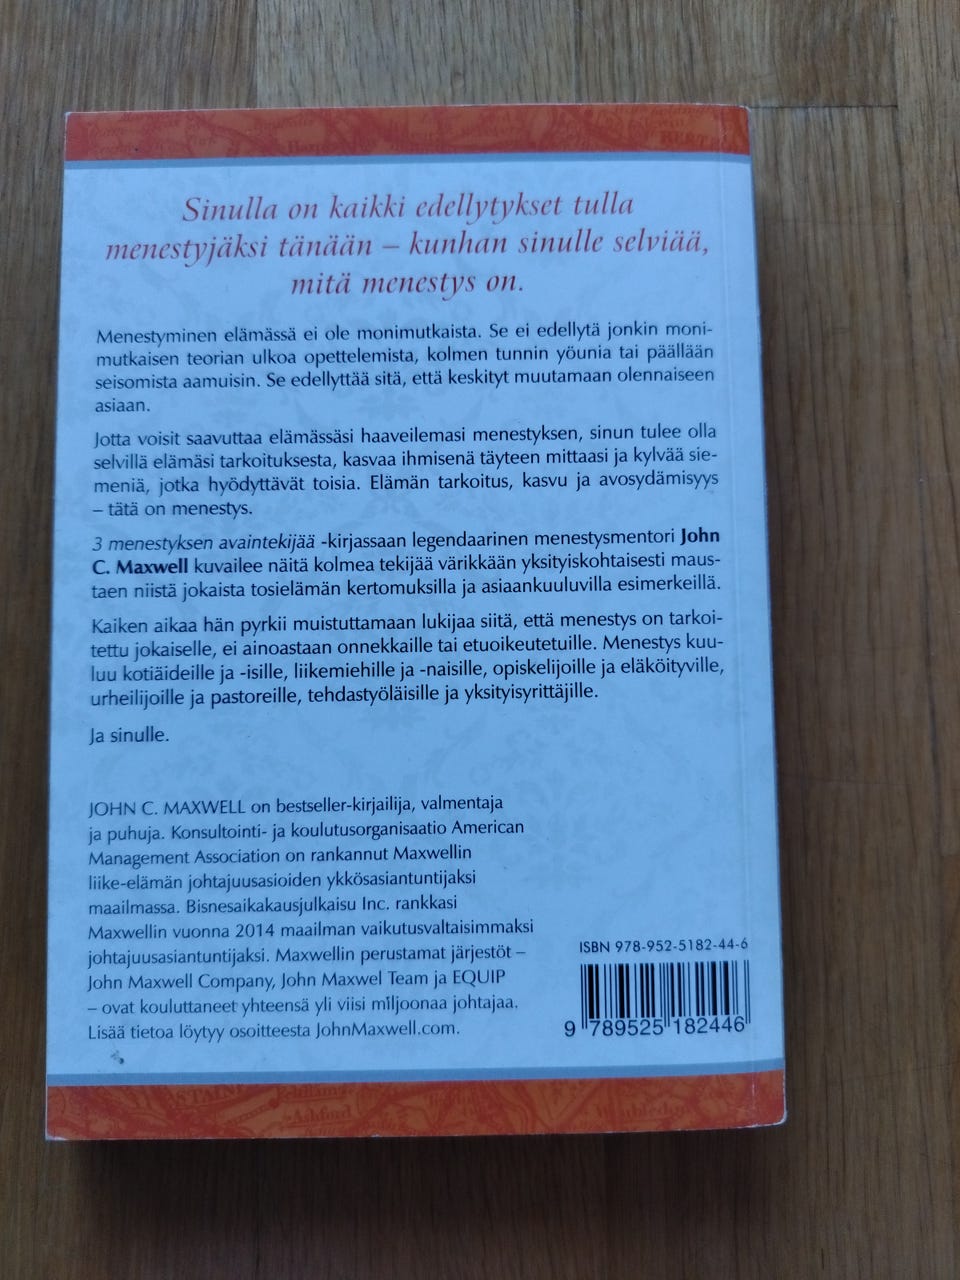 Sinulla on kaikki edellytykset tulla
menestyjäksi tänään – kunhan sinulle selviää,
mitä menestys on.
Menestyminen elämässä ei ole monimutkaista. Se ei edellytä jonkin moni-
mutkaisen teorian ulkoa opettelemista, kolmen tunnin yöunia tai päällään
seisomista aamuisin. Se edellyttää sitä, että keskityt muutamaan olennaiseen
asiaan.
Jotta voisit saavuttaa elämässäsi haaveilemasi menestyksen, sinun tulee olla
selvillä elämäsi tarkoituksesta, kasvaa ihmisenä täyteen mittaasi ja kylvää sie-
meniä, jotka hyödyttävät toisia. Elämän tarkoitus, kasvu ja avosydämisyys
– tätä on menestys.
3 menestyksen avaintekijää -kirjassaan legendaarinen menestysmentori John
C. Maxwell kuvailee näitä kolmea tekijää värikkään yksityiskohtaisesti maus-
taen niistä jokaista tosielämän kertomuksilla ja asiaankuuluvilla esimerkeillä.
Kaiken aikaa hän pyrkii muistuttamaan lukijaa siitä, että menestys on tarkoi-
tettu jokaiselle, ei ainoastaan onnekkaille tai etuoikeutetuille. Menestys kuu-
luu kotiäideille ja -isille, liikemiehille ja -naisille, opiskelijoille ja eläköityville,
urheilijoille ja pastoreille, tehdastyöläisille ja yksityisyrittäjille.
Ja sinulle.
JOHN C. MAXWELL on bestseller-kirjailija, valmentaja
ja puhuja. Konsultointi- ja koulutusorganisaatio American
Management Association on rankannut Maxwellin
liike-elämän johtajuusasioiden ykkösasiantuntijaksi
maailmassa. Bisnesaikakausjulkaisu Inc. rankkasi
Maxwellin vuonna 2014 maailman vaikutusvaltaisimmaksi
johtajuusasiantuntijaksi. Maxwellin perustamat järjestöt –
John Maxwell Company, John Maxwel Team ja EQUIP
– ovat kouluttaneet yhteensä yli viisi miljoonaa johtajaa.
Lisää tietoa löytyy osoitteesta JohnMaxwell.com.
ISBN 978-952-5182-44-6
9 789525 182446
Ashford